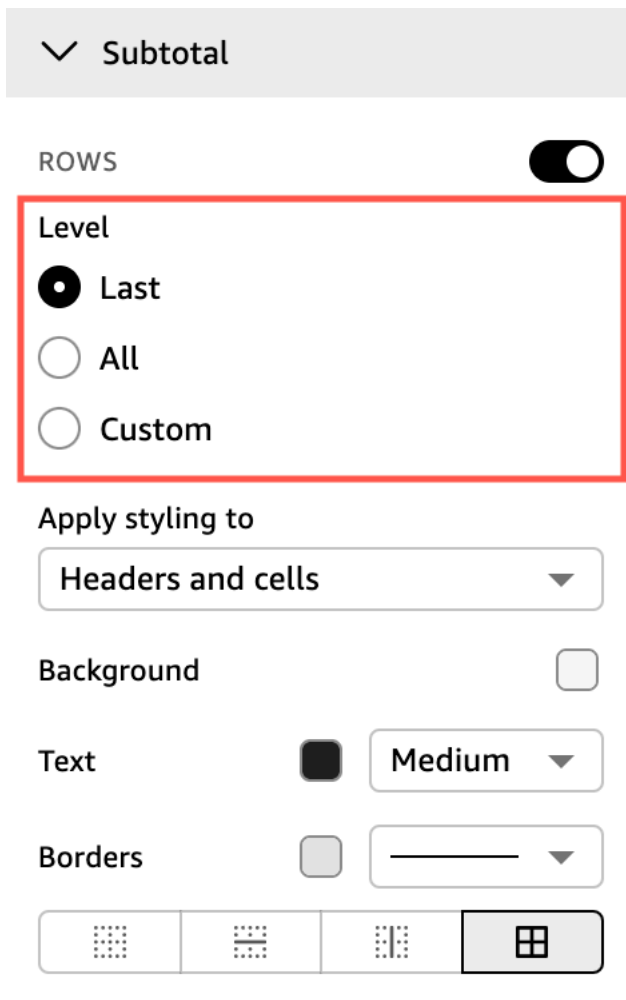 Subtotal
ROWS
Level
Last
All
Custom
Apply styling to
Headers and cells
Background
Text
Medium
Borders